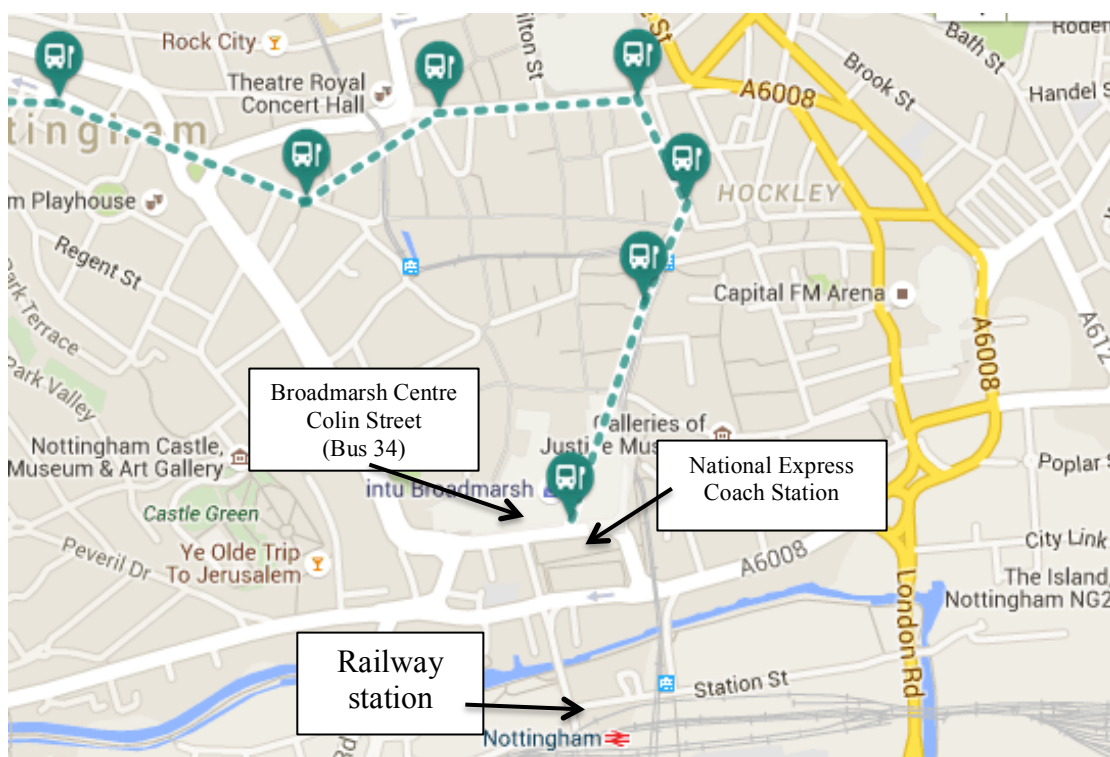 Rock City
Theatre Royal
Concert Hall
ilton St
St
A6008
Brook St
Bath St
Handel S
ttingham
HOCKLEY
m Playhouse
Regent St
Park Terrace
Park Valley
Capital FM Arena
A6008
A612
Broadmarsh Centre
Colin Street
(Bus 34)
Galleries of
Justice Mus
National Express
Coach Station
Nottingham Castle,
Museum & Art Gallery
intu Broadmarsh
Poplar S
Castle Green
Peveril Dr
Ye Olde Trip
To Jerusalem
A6008
City Link
The Island,
Nottingham NG2
London Rd
Railway
station
Station St
Nottingham
Rd